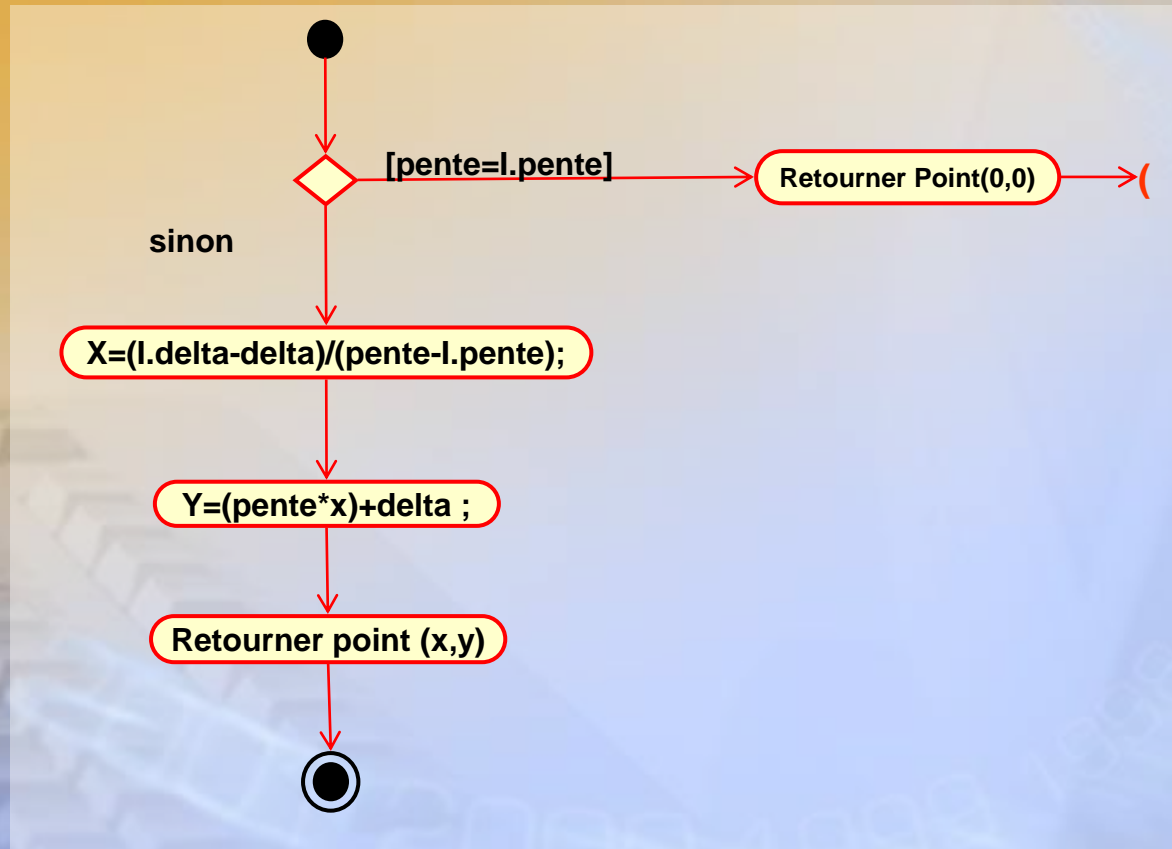 [pente=l.pente]
Retourner Point(0,0)
(
sinon
X=(l.delta-delta)/(pente-l.pente);
Y=(pente*x)+delta ;
Retourner point (x,y)